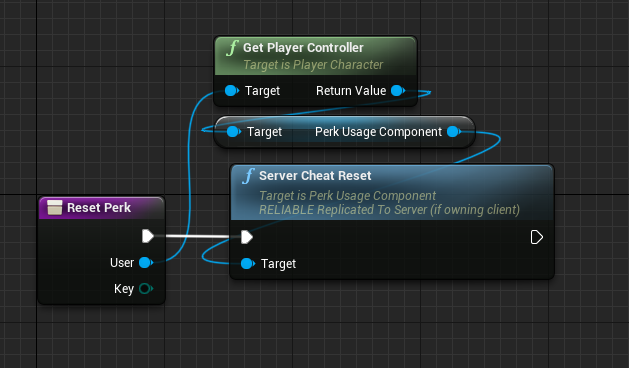 Get Player Controller
Target is Player Character
Target Return Value
Target Perk Usage Component
Server Cheat Reset
Target is Perk Usage Component
RELIABLE Replicated To Server (if owning client)
Reset Perk
User
Target
Key